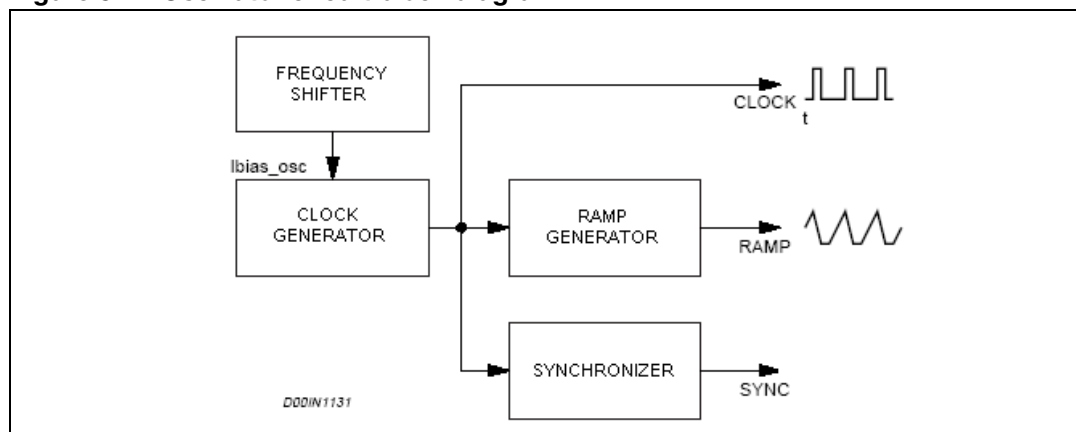 FREQUENCY
SHIFTER
CLOCK
t
Ibias_osc
CLOCK
GENERATOR
RAMP
GENERATOR
RAMP
SYNCHRONIZER
SYNC
D00IN1131